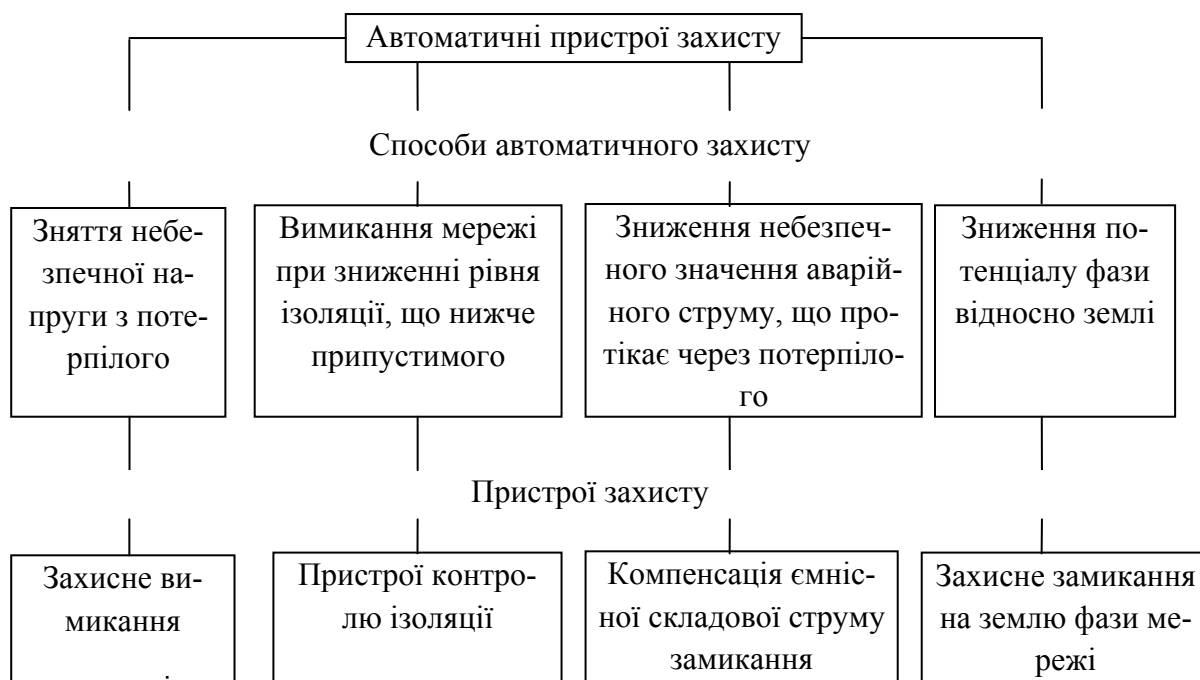 Автоматичні пристрої захисту
Способи автоматичного захисту
Зняття небе-
зпечної на-
пруги з поте-
рпілого
Вимикання мережі
при зниженні рівня
ізоляції, що нижче
припустимого
Зниження небезпеч-
ного значення аварій-
ного струму, що про-
тікає через потерпіло-
го
Зниження по-
тенціалу фази
відносно землі
Пристрої захисту
Захисне ви-
микання
Пристрої контро-
лю ізоляції
Компенсація ємніс-
ної складової струму
замикання
Захисне замикання
на землю фази ме-
режі